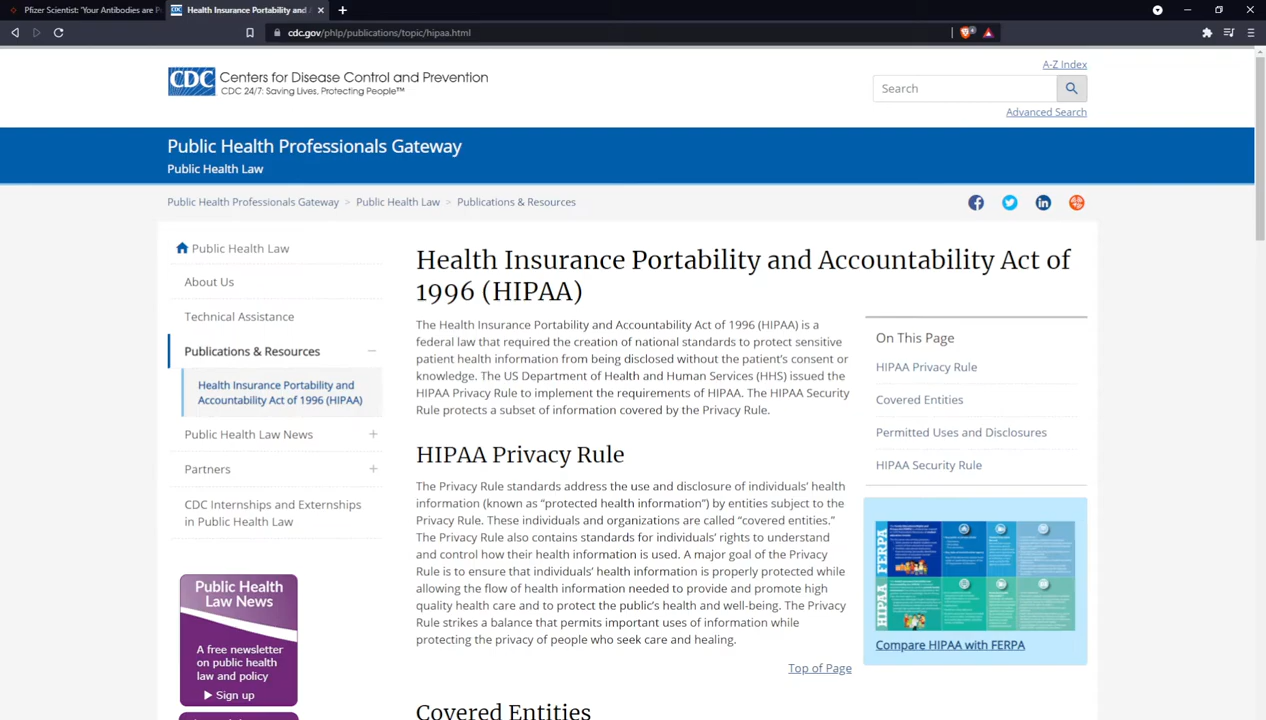 Pfizer Scientist: 'Your Antibodies are
Health Insurance Portability and
cdc.gov/phlp/publications/topic/hipaa.html
CDC
Centers for Disease Control and Prevention
CDC 24/7: Saving Lives, Protecting People™
A-Z Index
Search
Advanced Search
Public Health Professionals Gateway
Public Health Law
Public Health Professionals Gateway > Public Health Law > Publications & Resources
Public Health Law
About Us
Technical Assistance
Publications & Resources
Health Insurance Portability and
Accountability Act of 1996 (HIPAA)
Public Health Law News
Partners
CDC Internships and Externships
in Public Health Law
Public Health
Law News
A free newsletter
on public health
law and policy
Sign up
Health Insurance Portability and Accountability Act of
1996 (HIPAA)
The Health Insurance Portability and Accountability Act of 1996 (HIPAA) is a
federal law that required the creation of national standards to protect sensitive
patient health information from being disclosed without the patient's consent or
knowledge. The US Department of Health and Human Services (HHS) issued the
HIPAA Privacy Rule to implement the requirements of HIPAA. The HIPAA Security
Rule protects a subset of information covered by the Privacy Rule.
HIPAA Privacy Rule
The Privacy Rule standards address the use and disclosure of individuals' health
information (known as “protected health information”) by entities subject to the
Privacy Rule. These individuals and organizations are called “covered entities.”
The Privacy Rule also contains standards for individuals' rights to understand
and control how their health information is used. A major goal of the Privacy
Rule is to ensure that individuals' health information is properly protected while
allowing the flow of health information needed to provide and promote high
quality health care and to protect the public's health and well-being. The Privacy
Rule strikes a balance that permits important uses of information while
protecting the privacy of people who seek care and healing.
Top of Page
Covered Entities
On This Page
HIPAA Privacy Rule
Covered Entities
Permitted Uses and Disclosures
HIPAA Security Rule
FERPA
HIPAA
Compare HIPAA with FERPA